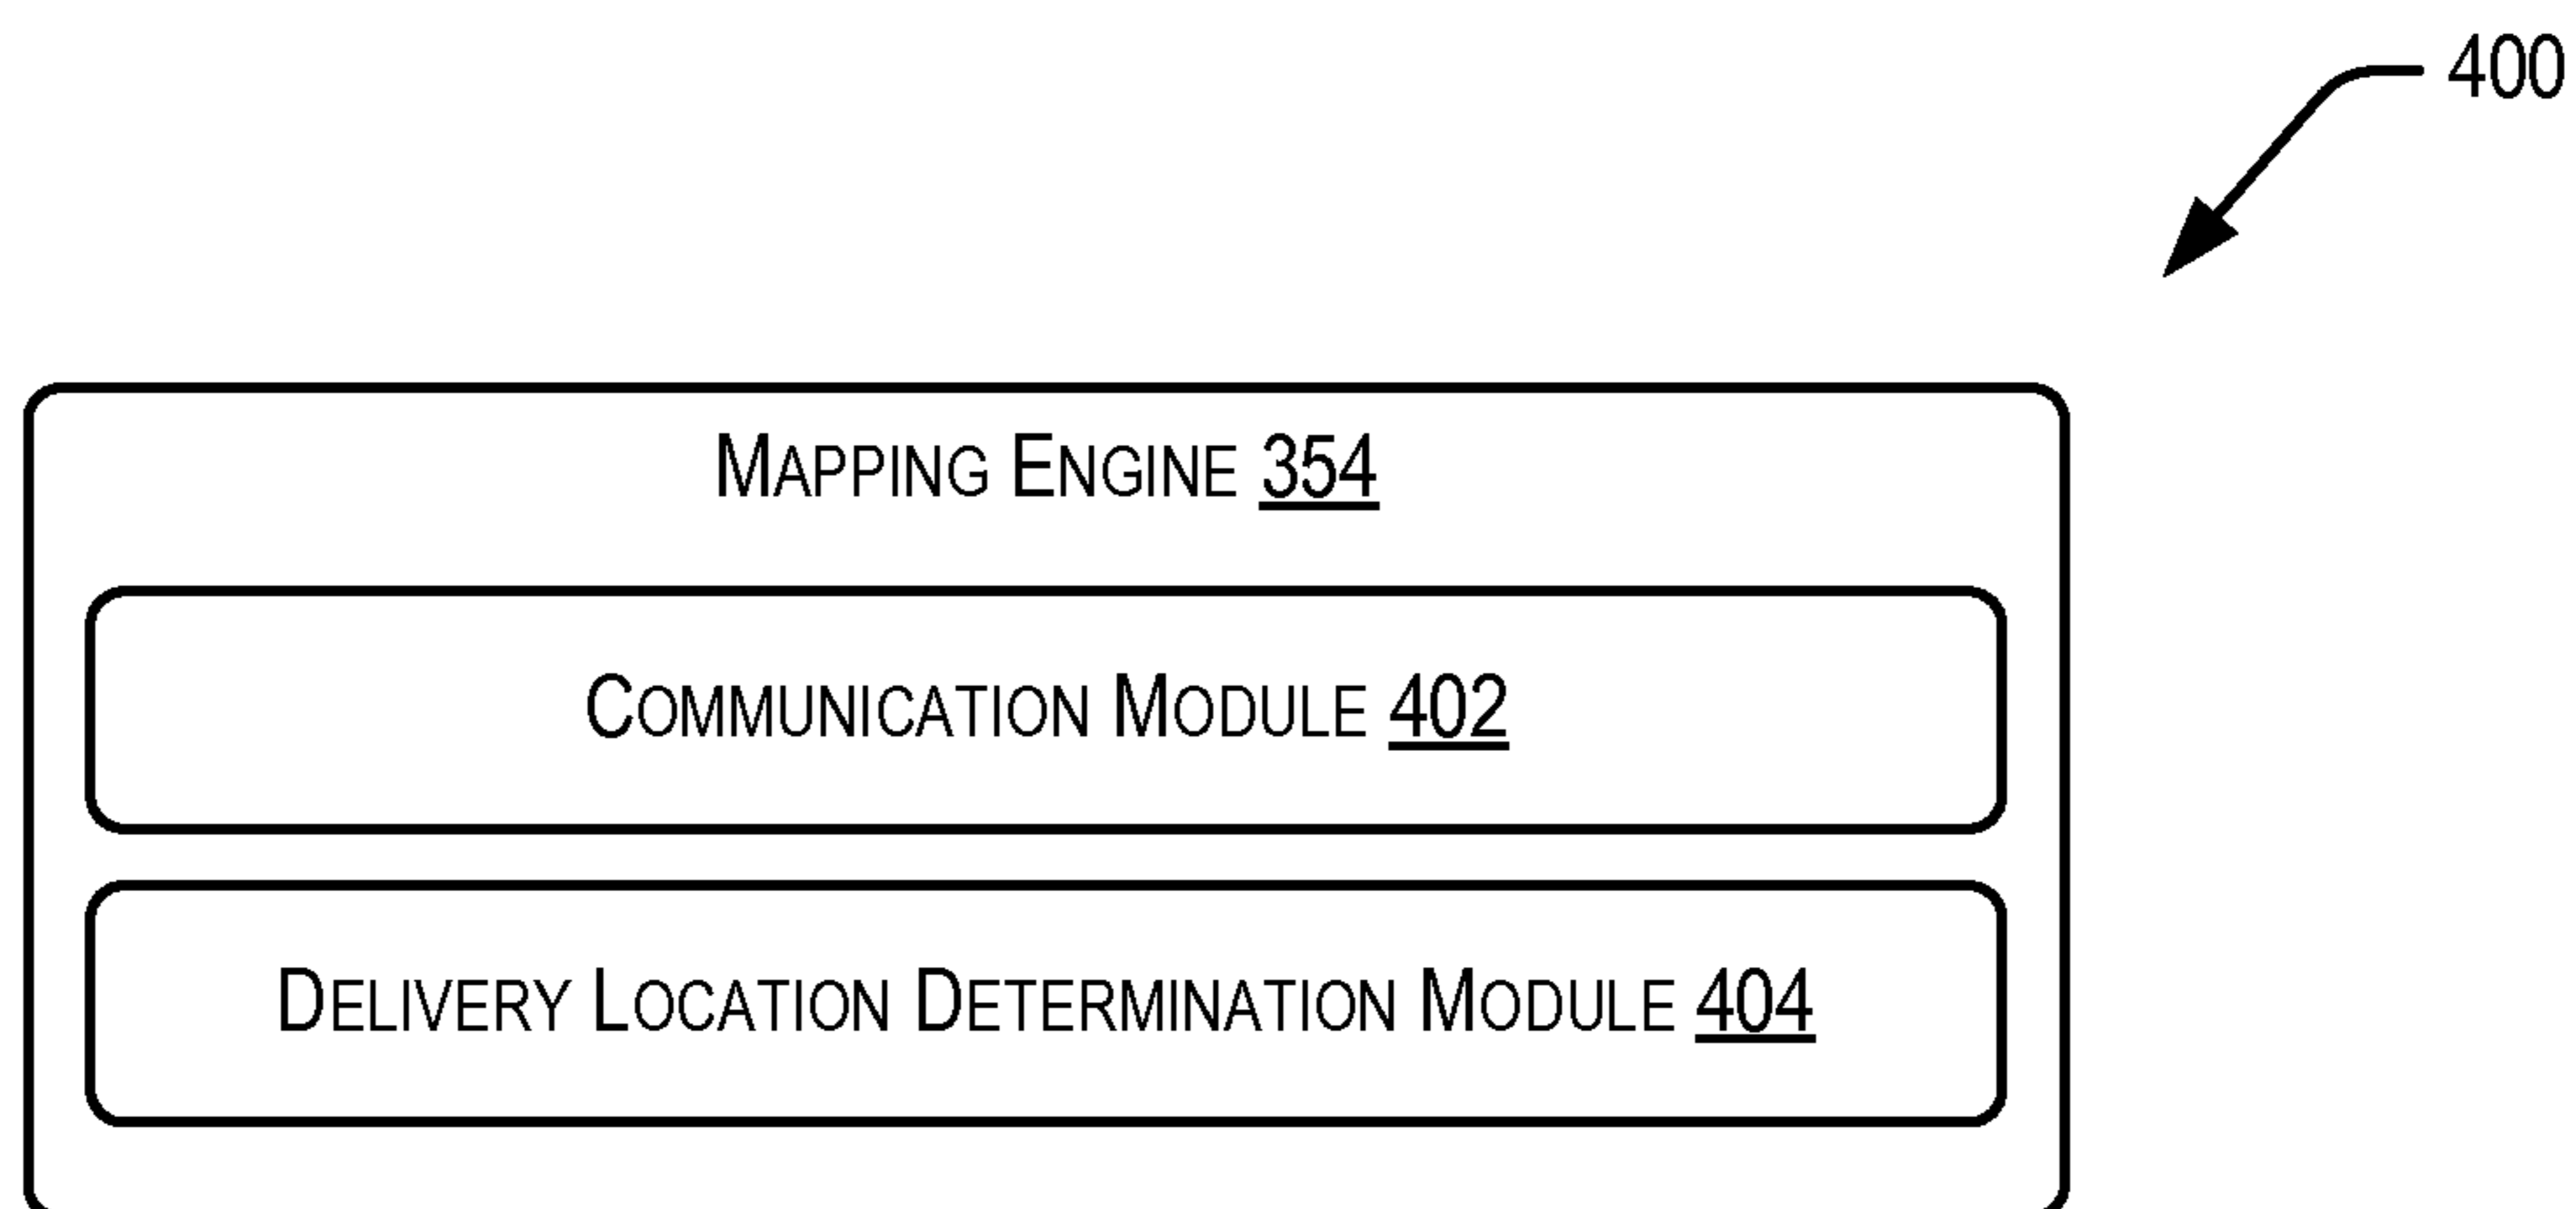 400
MAPPING ENGINE 354
COMMUNICATION MODULE 402
DELIVERY LOCATION DETERMINATION MODULE 404